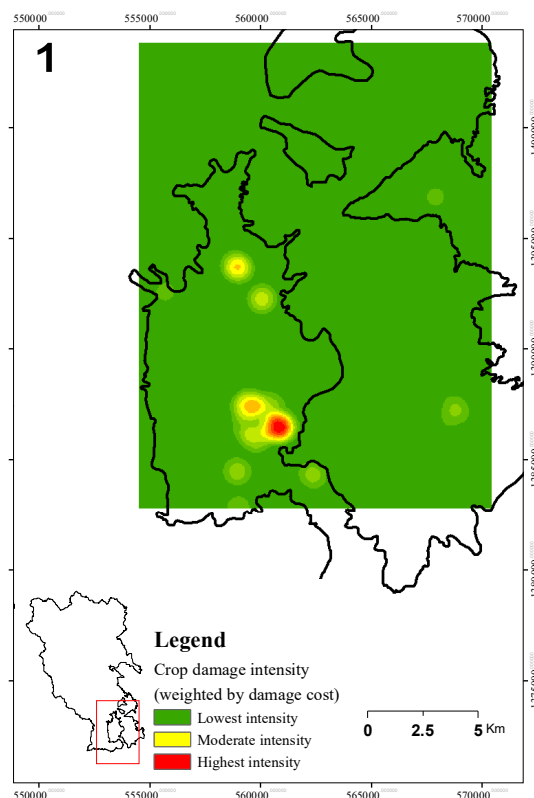 550000 555000 560000 565000 570000
1
Legend
Crop damage intensity
(weighted by damage cost)
Lowest intensity
Moderate intensity
Highest intensity
0 2.5 5 Km
550000 555000 560000 565000 570000